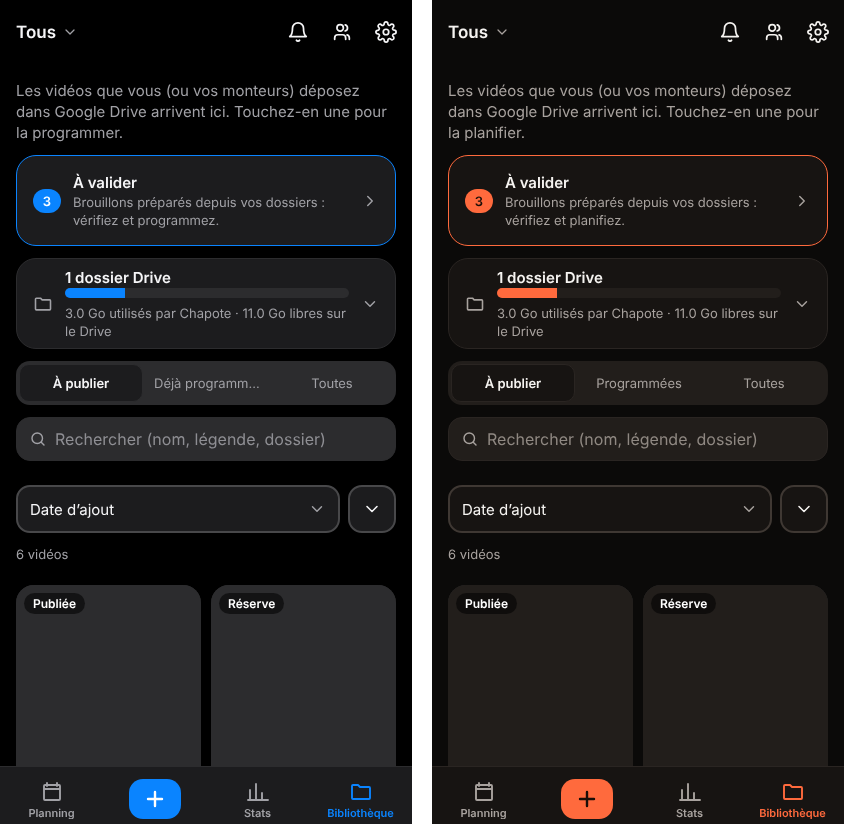 Tous
Les vidéos que vous (ou vos monteurs) déposez
dans Google Drive arrivent ici. Touchez-en une pour
la programmer.
3
À valider
Brouillons préparés depuis vos dossiers :
vérifiez et programmez.
1 dossier Drive
3.0 Go utilisés par Chapote · 11.0 Go libres sur
le Drive
À publier
Déjà programm...
Toutes
Rechercher (nom, légende, dossier)
Date d’ajout
6 vidéos
Publiée
Réserve
Planning
Stats
Bibliothèque
Tous
Les vidéos que vous (ou vos monteurs) déposez
dans Google Drive arrivent ici. Touchez-en une pour
la planifier.
3
À valider
Brouillons préparés depuis vos dossiers :
vérifiez et planifiez.
1 dossier Drive
3.0 Go utilisés par Chapote · 11.0 Go libres sur
le Drive
À publier
Programmées
Toutes
Rechercher (nom, légende, dossier)
Date d’ajout
6 vidéos
Publiée
Réserve
Planning
Stats
Bibliothèque